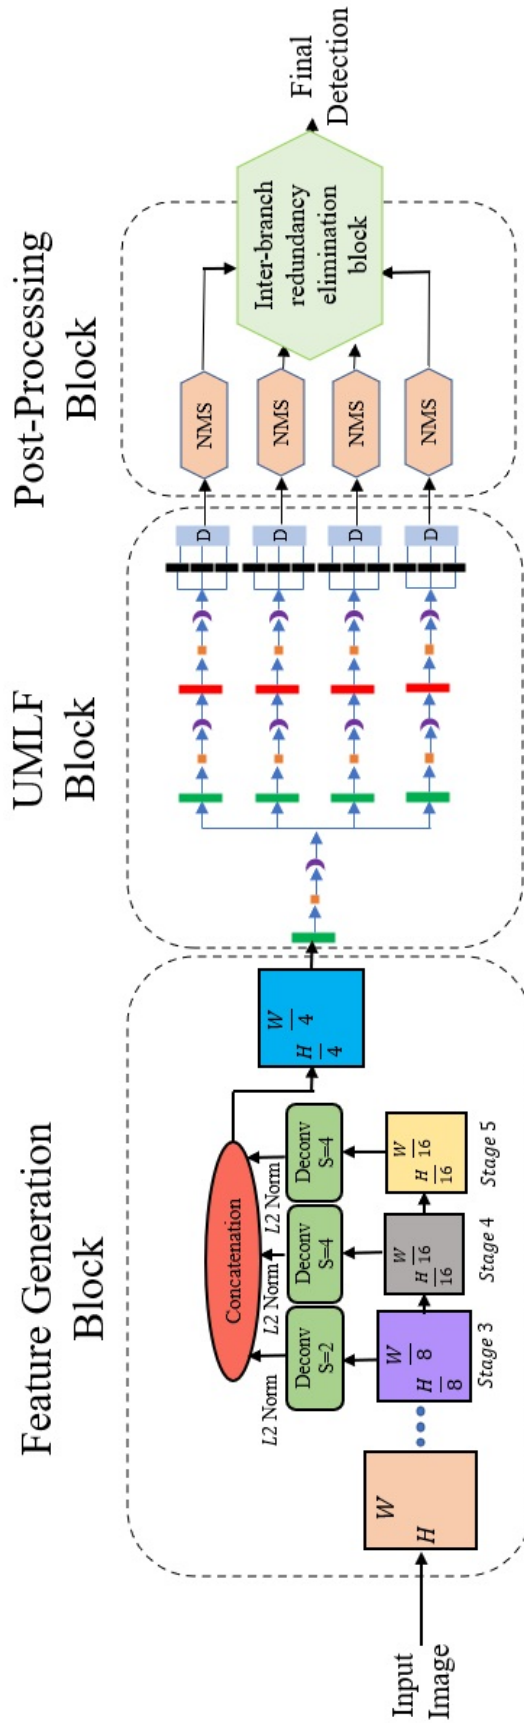 Feature Generation
Block
UMLF
Block
Post-Processing
Block
Input
Image
W
H
Stage 3
W
8
H
8
Stage 4
W
16
H
16
Stage 5
W
16
H
16
Deconv
S=2
Deconv
S=4
Deconv
S=4
L2 Norm
L2 Norm
L2 Norm
Concatenation
W
4
H
4
D
D
D
D
NMS
NMS
NMS
NMS
Inter-branch
redundancy
elimination
block
Final
Detection